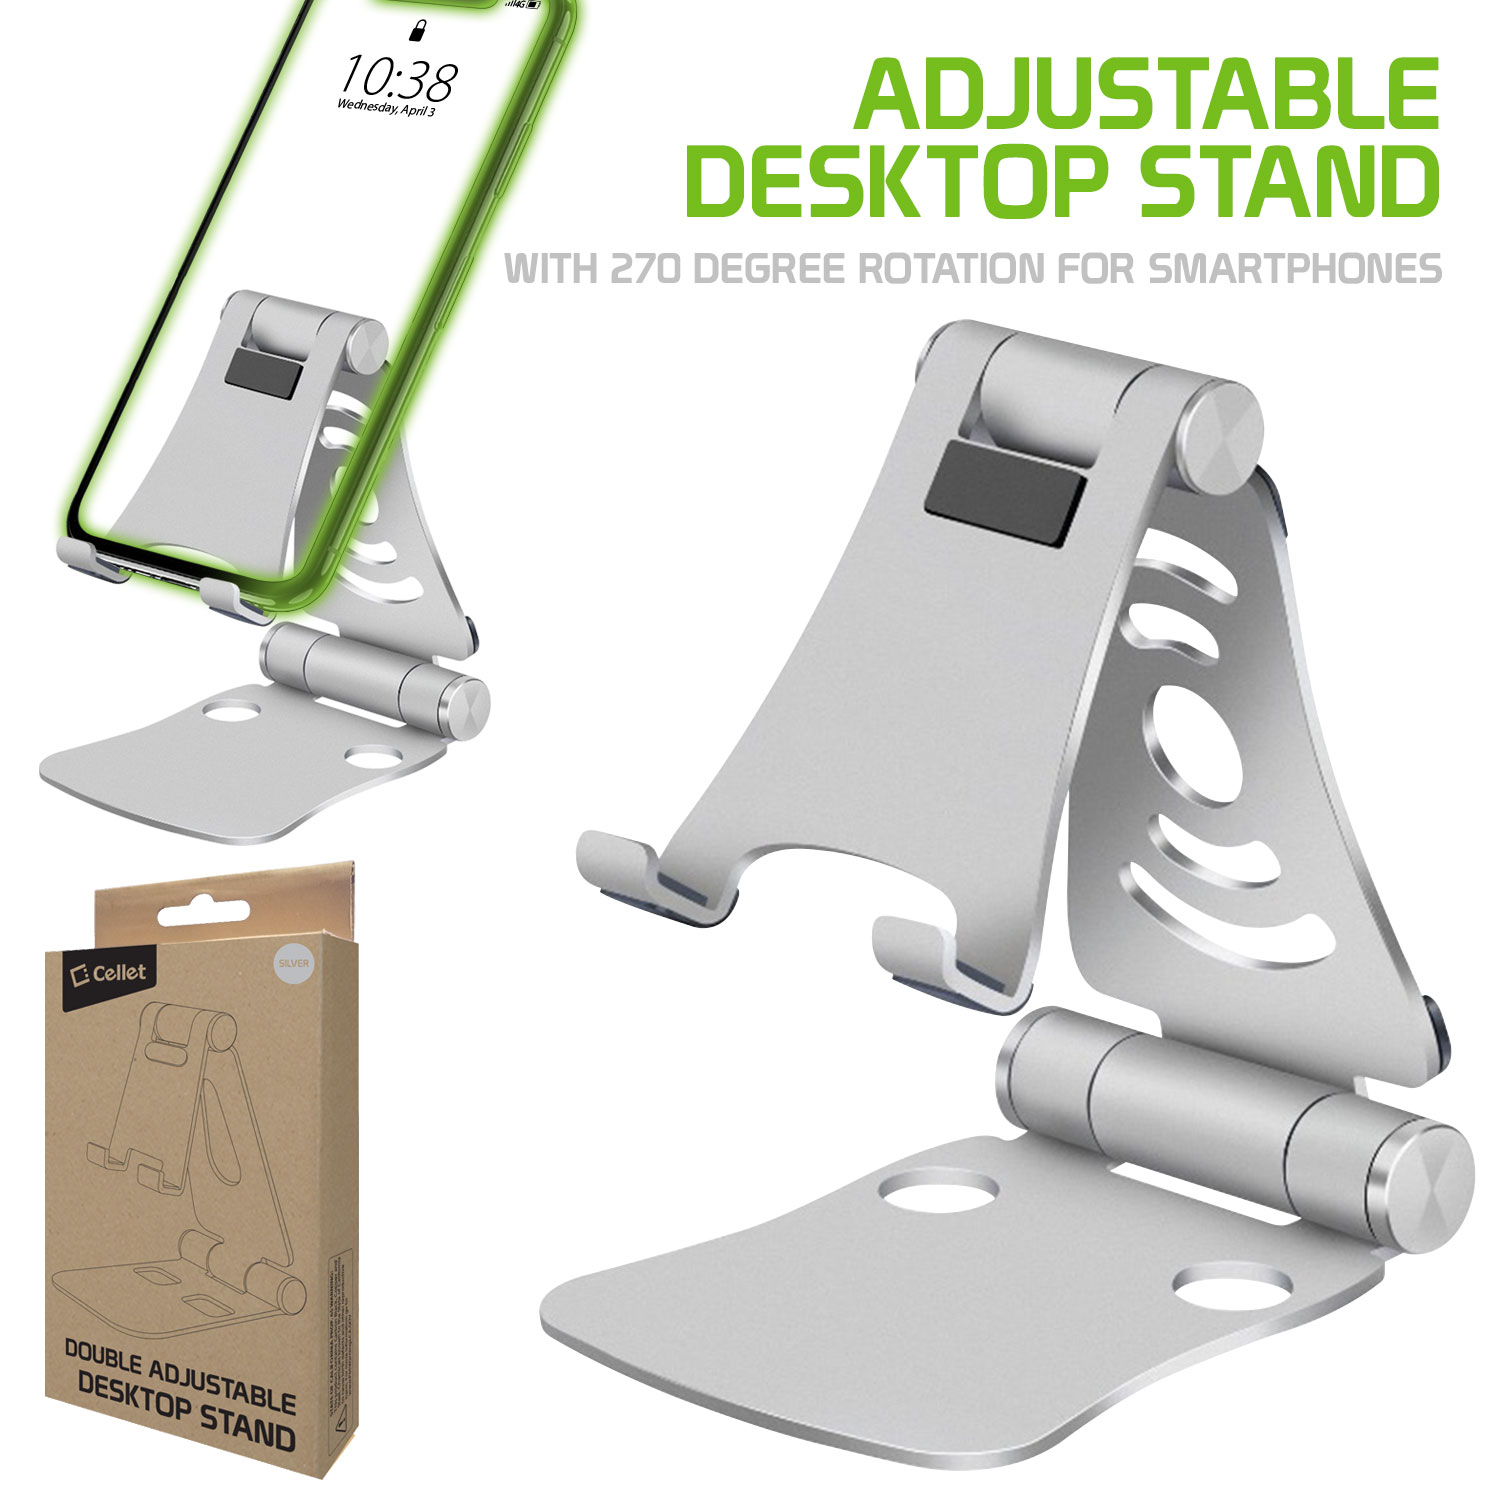 4G
10:38
Wednesday, April 3
ADJUSTABLE
DESKTOP STAND
WITH 270 DEGREE ROTATION FOR SMARTPHONES
Cellet
SILVER
DOUBLE ADJUSTABLE
DESKTOP STAND